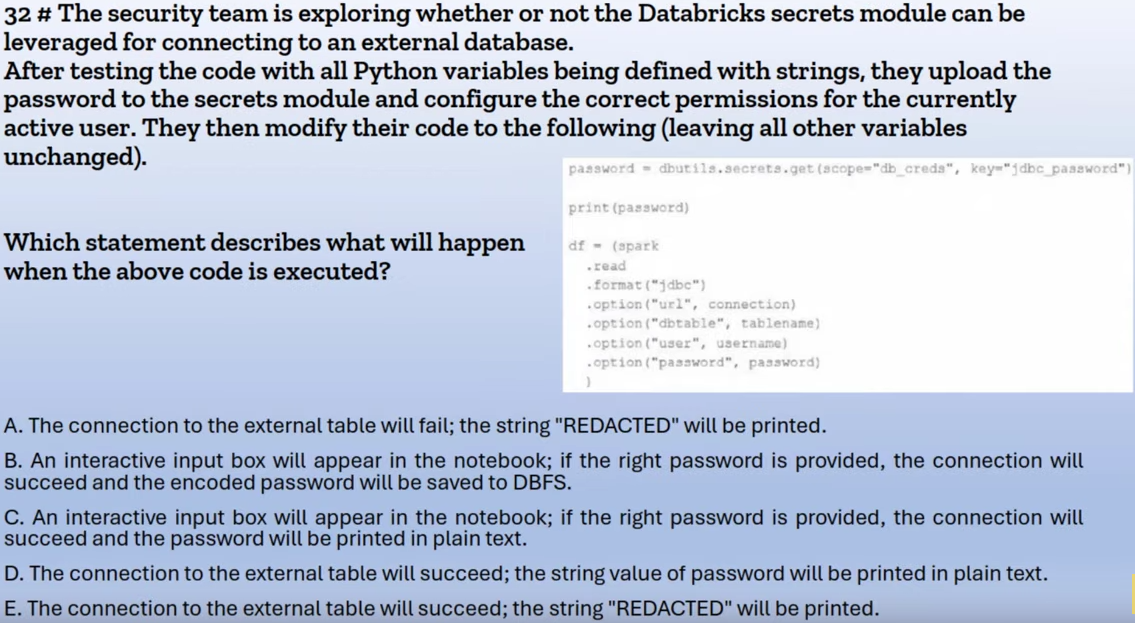 32 # The security team is exploring whether or not the Databricks secrets module can be
leveraged for connecting to an external database.
After testing the code with all Python variables being defined with strings, they upload the
password to the secrets module and configure the correct permissions for the currently
active user. They then modify their code to the following (leaving all other variables
unchanged).
password = dbutils.secrets.get(scope="db_creds", key="jdbc_password")
print(password)
df = (spark
.read
.format("jdbc")
.option("url", connection)
.option("dbtable", tablename)
.option("user", username)
.option("password", password)
)
Which statement describes what will happen
when the above code is executed?
A. The connection to the external table will fail; the string "REDACTED" will be printed.
B. An interactive input box will appear in the notebook; if the right password is provided, the connection will
succeed and the encoded password will be saved to DBFS.
C. An interactive input box will appear in the notebook; if the right password is provided, the connection will
succeed and the password will be printed in plain text.
D. The connection to the external table will succeed; the string value of password will be printed in plain text.
E. The connection to the external table will succeed; the string "REDACTED" will be printed.